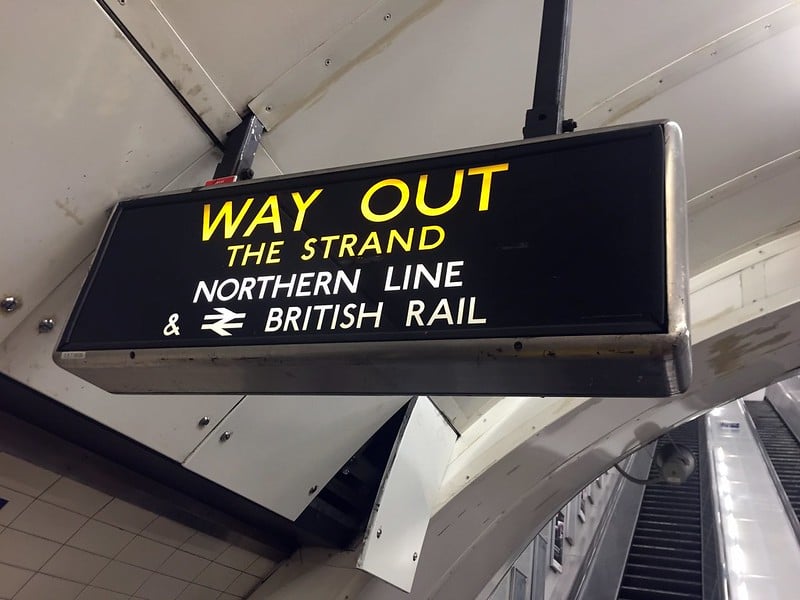 WAY OUT
THE STRAND
NORTHERN LINE
& BRITISH RAIL